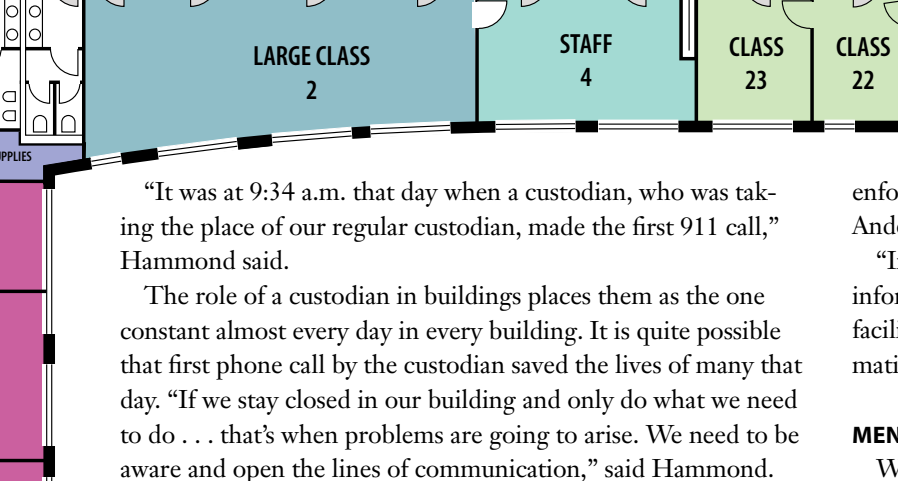 LARGE CLASS
2
STAFF
4
CLASS
23
CLASS
22
“It was at 9:34 a.m. that day when a custodian, who was tak-
ing the place of our regular custodian, made the first 911 call,”
Hammond said.
The role of a custodian in buildings places them as the one
constant almost every day in every building. It is quite possible
that first phone call by the custodian saved the lives of many that
day. “If we stay closed in our building and only do what we need
to do . . . that’s when problems are going to arise. We need to be
aware and open the lines of communication,” said Hammond.